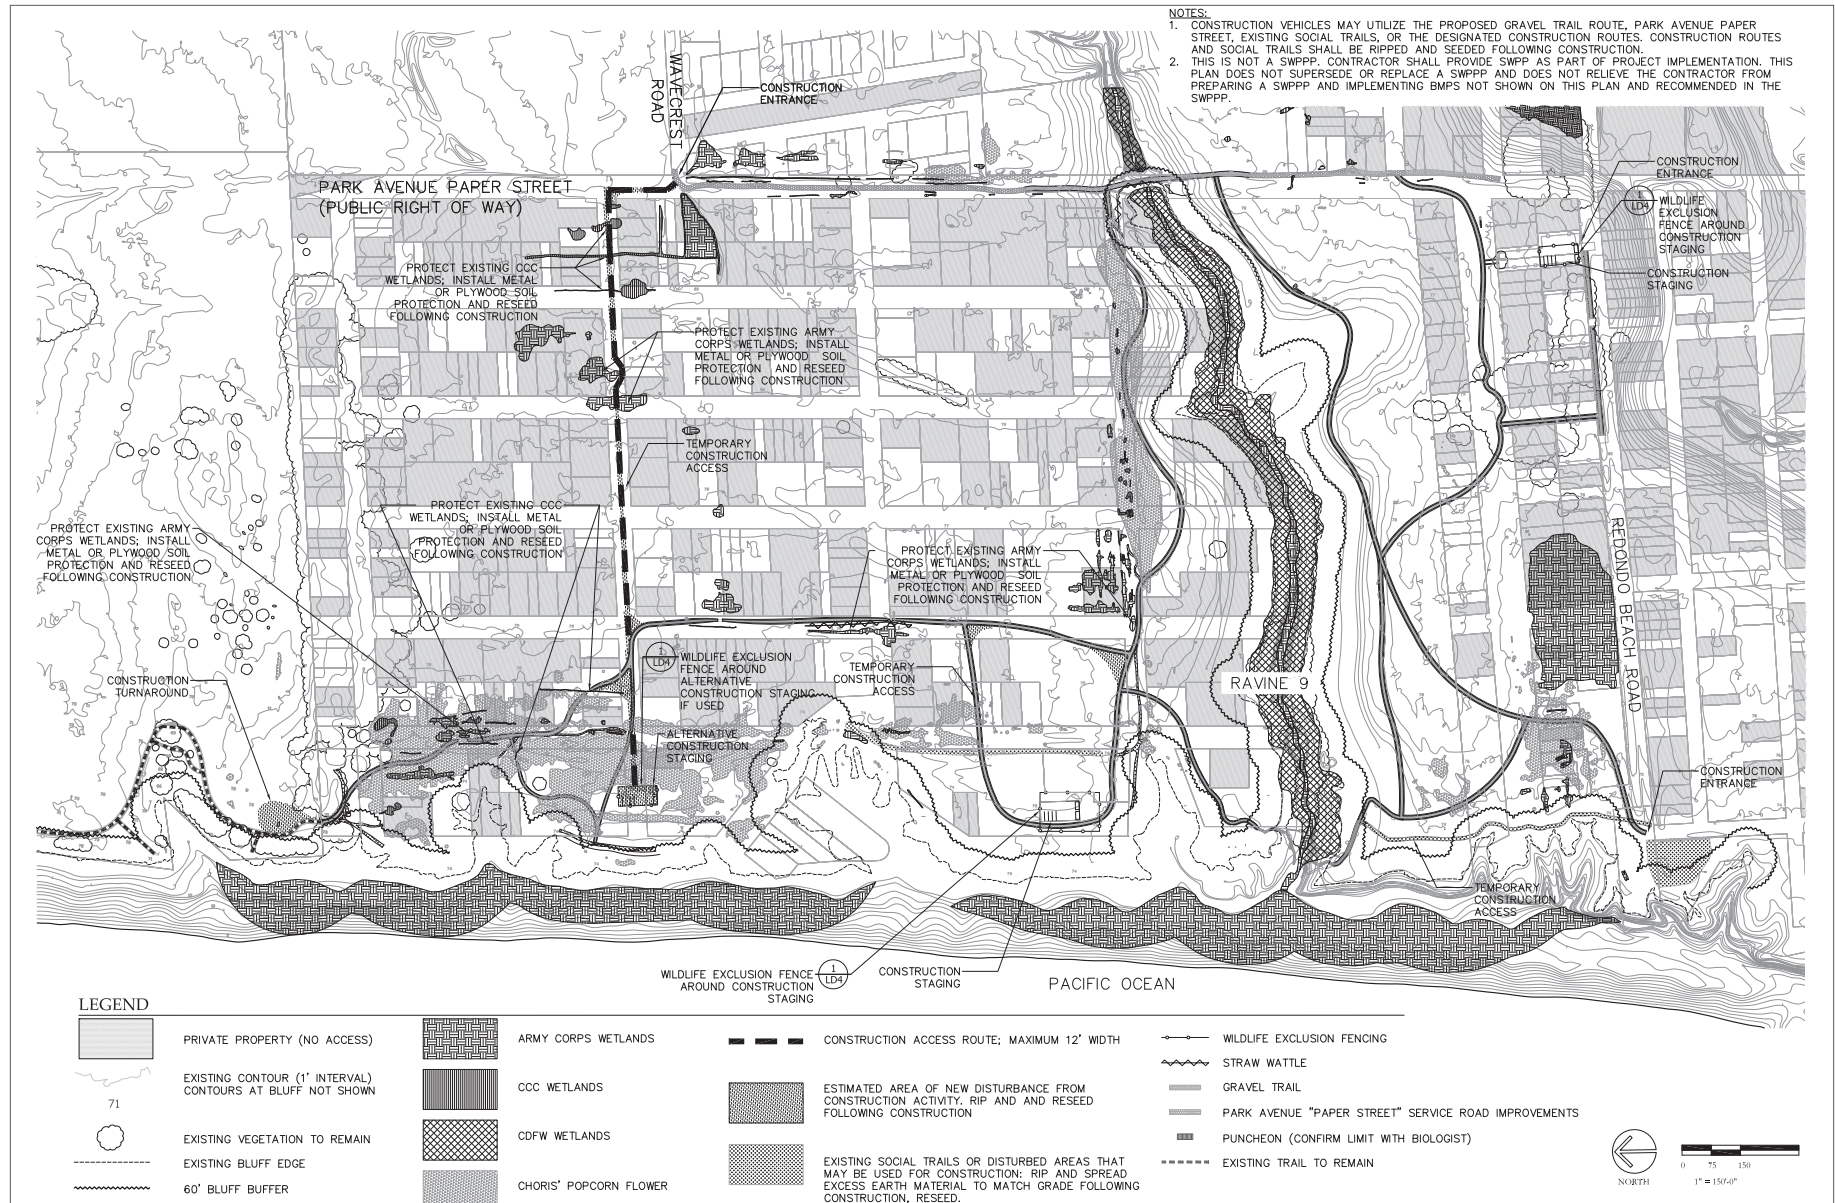 NOTES:
1. CONSTRUCTION VEHICLES MAY UTILIZE THE PROPOSED GRAVEL TRAIL ROUTE, PARK AVENUE PAPER
STREET, EXISTING SOCIAL TRAILS, OR THE DESIGNATED CONSTRUCTION ROUTES. CONSTRUCTION ROUTES
AND SOCIAL TRAILS SHALL BE RIPPED AND SEEDED FOLLOWING CONSTRUCTION.
2. THIS IS NOT A SWPPP. CONTRACTOR SHALL PROVIDE SWPP AS PART OF PROJECT IMPLEMENTATION. THIS
PLAN DOES NOT SUPERSEDE OR REPLACE A SWPPP AND DOES NOT RELIEVE THE CONTRACTOR FROM
PREPARING A SWPPP AND IMPLEMENTING BMPS NOT SHOWN ON THIS PLAN AND RECOMMENDED IN THE
SWPPP.
WAVECREST
ROAD
CONSTRUCTION
ENTRANCE
PARK AVENUE PAPER STREET
(PUBLIC RIGHT OF WAY)
CONSTRUCTION
ENTRANCE
1
LD4
WILDLIFE
EXCLUSION
FENCE AROUND
CONSTRUCTION
STAGING
CONSTRUCTION
STAGING
PROTECT EXISTING CCC
WETLANDS; INSTALL METAL
OR PLYWOOD SOIL
PROTECTION AND RESEED
FOLLOWING CONSTRUCTION
PROTECT EXISTING ARMY
CORPS WETLANDS; INSTALL
METAL OR PLYWOOD SOIL
PROTECTION AND RESEED
FOLLOWING CONSTRUCTION
TEMPORARY
CONSTRUCTION
ACCESS
PROTECT EXISTING CCC
WETLANDS; INSTALL METAL
OR PLYWOOD SOIL
PROTECTION AND RESEED
FOLLOWING CONSTRUCTION
PROTECT EXISTING ARMY
CORPS WETLANDS; INSTALL
METAL OR PLYWOOD SOIL
PROTECTION AND RESEED
FOLLOWING CONSTRUCTION
PROTECT EXISTING ARMY
CORPS WETLANDS; INSTALL
METAL OR PLYWOOD SOIL
PROTECTION AND RESEED
FOLLOWING CONSTRUCTION
REDONDO BEACH ROAD
1
LD4
WILDLIFE EXCLUSION
FENCE AROUND
ALTERNATIVE
CONSTRUCTION STAGING
IF USED
TEMPORARY
CONSTRUCTION
ACCESS
RAVINE 9
CONSTRUCTION
TURNAROUND
ALTERNATIVE
CONSTRUCTION
STAGING
CONSTRUCTION
ENTRANCE
TEMPORARY
CONSTRUCTION
ACCESS
WILDLIFE EXCLUSION FENCE
AROUND CONSTRUCTION
STAGING
1
LD4
CONSTRUCTION
STAGING
PACIFIC OCEAN
LEGEND
PRIVATE PROPERTY (NO ACCESS)
EXISTING CONTOUR (1' INTERVAL)
CONTOURS AT BLUFF NOT SHOWN
71
EXISTING VEGETATION TO REMAIN
EXISTING BLUFF EDGE
60' BLUFF BUFFER
ARMY CORPS WETLANDS
CCC WETLANDS
CDFW WETLANDS
CHORIS' POPCORN FLOWER
CONSTRUCTION ACCESS ROUTE; MAXIMUM 12' WIDTH
ESTIMATED AREA OF NEW DISTURBANCE FROM
CONSTRUCTION ACTIVITY. RIP AND AND RESEED
FOLLOWING CONSTRUCTION
EXISTING SOCIAL TRAILS OR DISTURBED AREAS THAT
MAY BE USED FOR CONSTRUCTION: RIP AND SPREAD
EXCESS EARTH MATERIAL TO MATCH GRADE FOLLOWING
CONSTRUCTION, RESEED.
WILDLIFE EXCLUSION FENCING
STRAW WATTLE
GRAVEL TRAIL
PARK AVENUE "PAPER STREET" SERVICE ROAD IMPROVEMENTS
PUNCHEON (CONFIRM LIMIT WITH BIOLOGIST)
EXISTING TRAIL TO REMAIN
NORTH
0 75 150
1" = 150'-0"